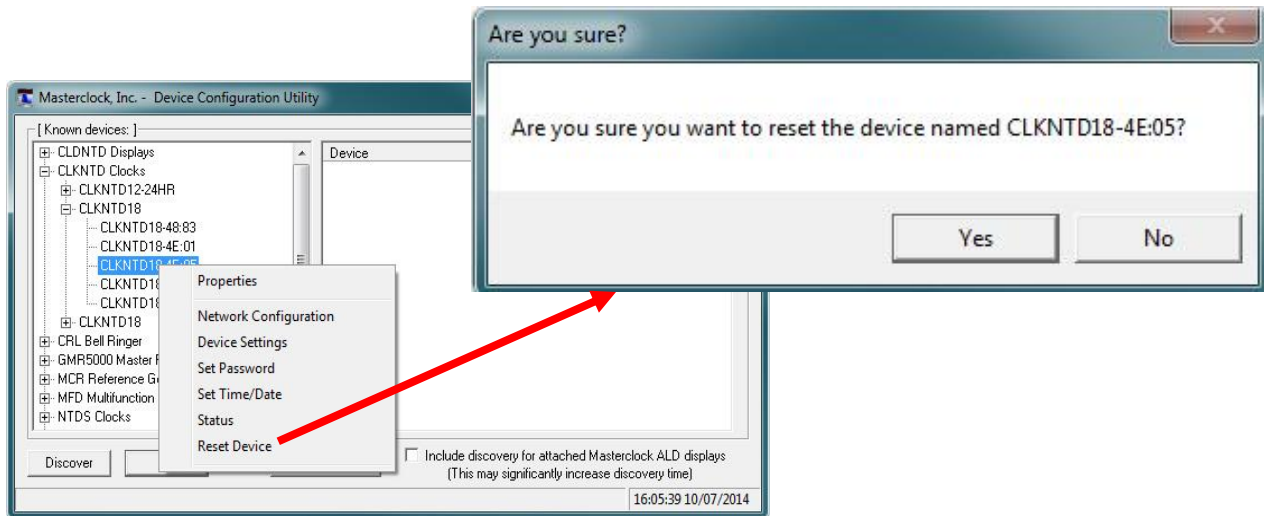 Are you sure?
Are you sure you want to reset the device named CLKNTD18-4E:05?
Yes
No
Masterclock, Inc. - Device Configuration Utility
[ Known devices: ]
CLDNTD Displays
CLKNTD Clocks
CLKNTD12-24HR
CLKNTD18
CLKNTD18-48:83
CLKNTD18-4E:01
CLKNTD18-4E:05
CLKNTD18
CLKNTD18
CLKNTD18
CRL Bell Ringer
GMR5000 Master
MCR Reference
MFD Multifunction
NTDS Clocks
Device
Properties
Network Configuration
Device Settings
Set Password
Set Time/Date
Status
Reset Device
Discover
Include discovery for attached Masterclock ALD displays
(This may significantly increase discovery time)
16:05:39 10/07/2014